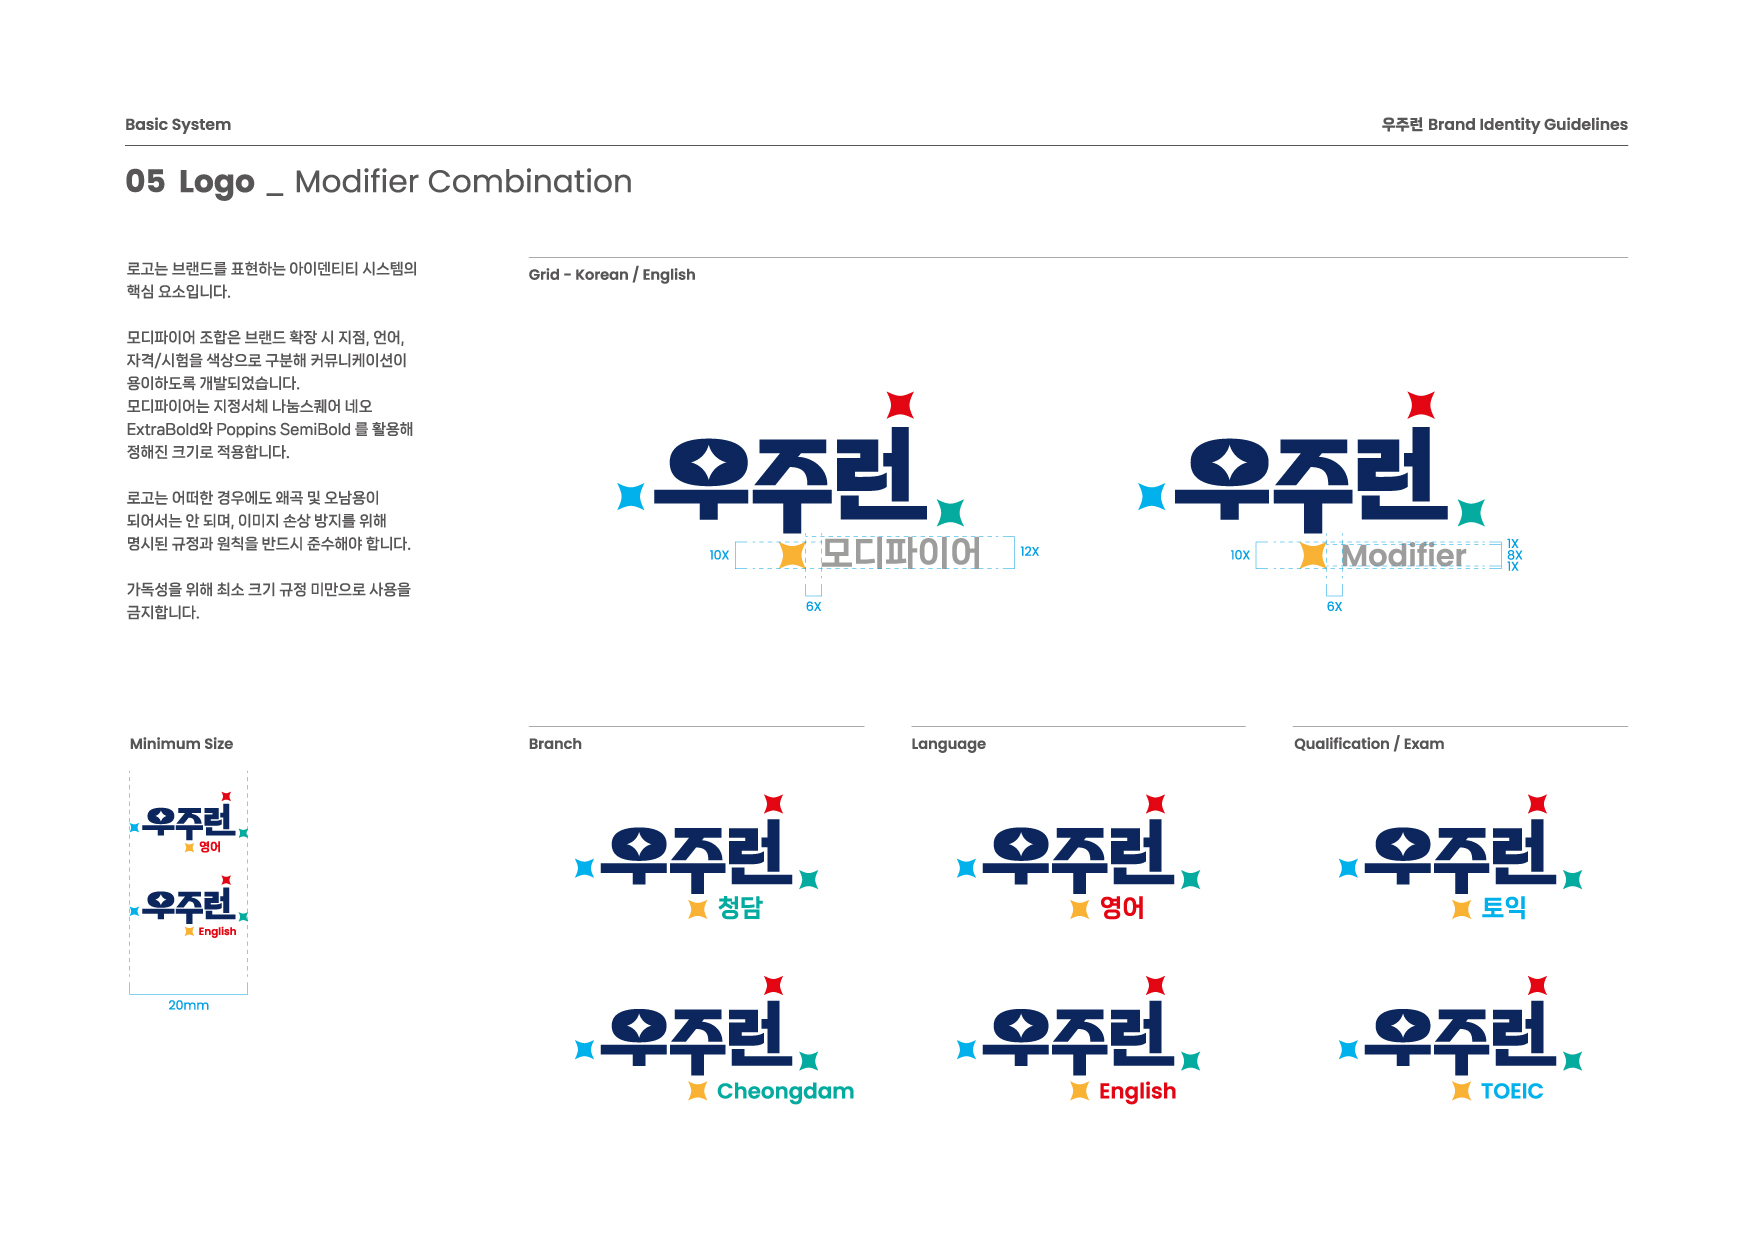 Basic System
우주런 Brand Identity Guidelines
05 Logo _ Modifier Combination
로고는 브랜드를 표현하는 아이덴티티 시스템의
핵심 요소입니다.
모디파이어 조합은 브랜드 확장 시 지점, 언어,
자격/시험을 색상으로 구분해 커뮤니케이션이
용이하도록 개발되었습니다.
모디파이어는 지정서체 나눔스퀘어 네오
ExtraBold와 Poppins SemiBold 를 활용해
정해진 크기로 적용합니다.
로고는 어떠한 경우에도 왜곡 및 오남용이
되어서는 안 되며, 이미지 손상 방지를 위해
명시된 규정과 원칙을 반드시 준수해야 합니다.
가독성을 위해 최소 크기 규정 미만으로 사용을
금지합니다.
Grid - Korean / English
우주런
10X
모디파이어
12X
6X
우주런
10X
Modifier
1X
8X
1X
6X
Minimum Size
우주런
영어
우주런
English
20mm
Branch
우주런
청담
우주런
Cheongdam
Language
우주런
영어
우주런
English
Qualification / Exam
우주런
토익
우주런
TOEIC